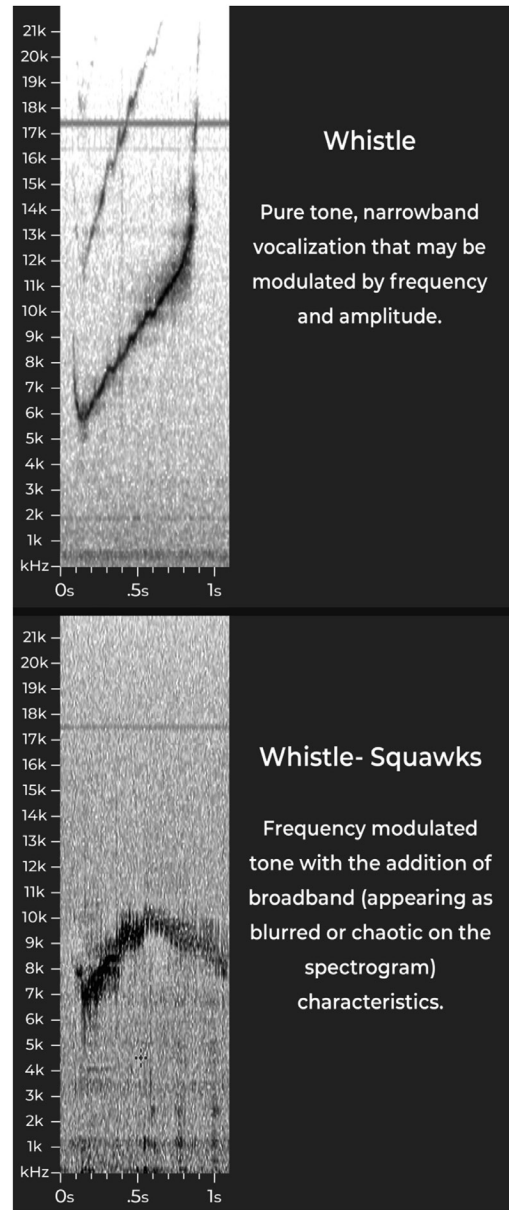 21k
20k
19k
18k
17k
16k
15k
14k
13k
12k
11k
10k
9k
8k
7k
6k
5k
4k
3k
2k
1k
kHz
0s .5s 1s
Whistle
Pure tone, narrowband
vocalization that may be
modulated by frequency
and amplitude.
21k
20k
19k
18k
17k
16k
15k
14k
13k
12k
11k
10k
9k
8k
7k
6k
5k
4k
3k
2k
1k
kHz
0s .5s 1s
Whistle- Squawks
Frequency modulated
tone with the addition of
broadband (appearing as
blurred or chaotic on the
spectrogram)
characteristics.